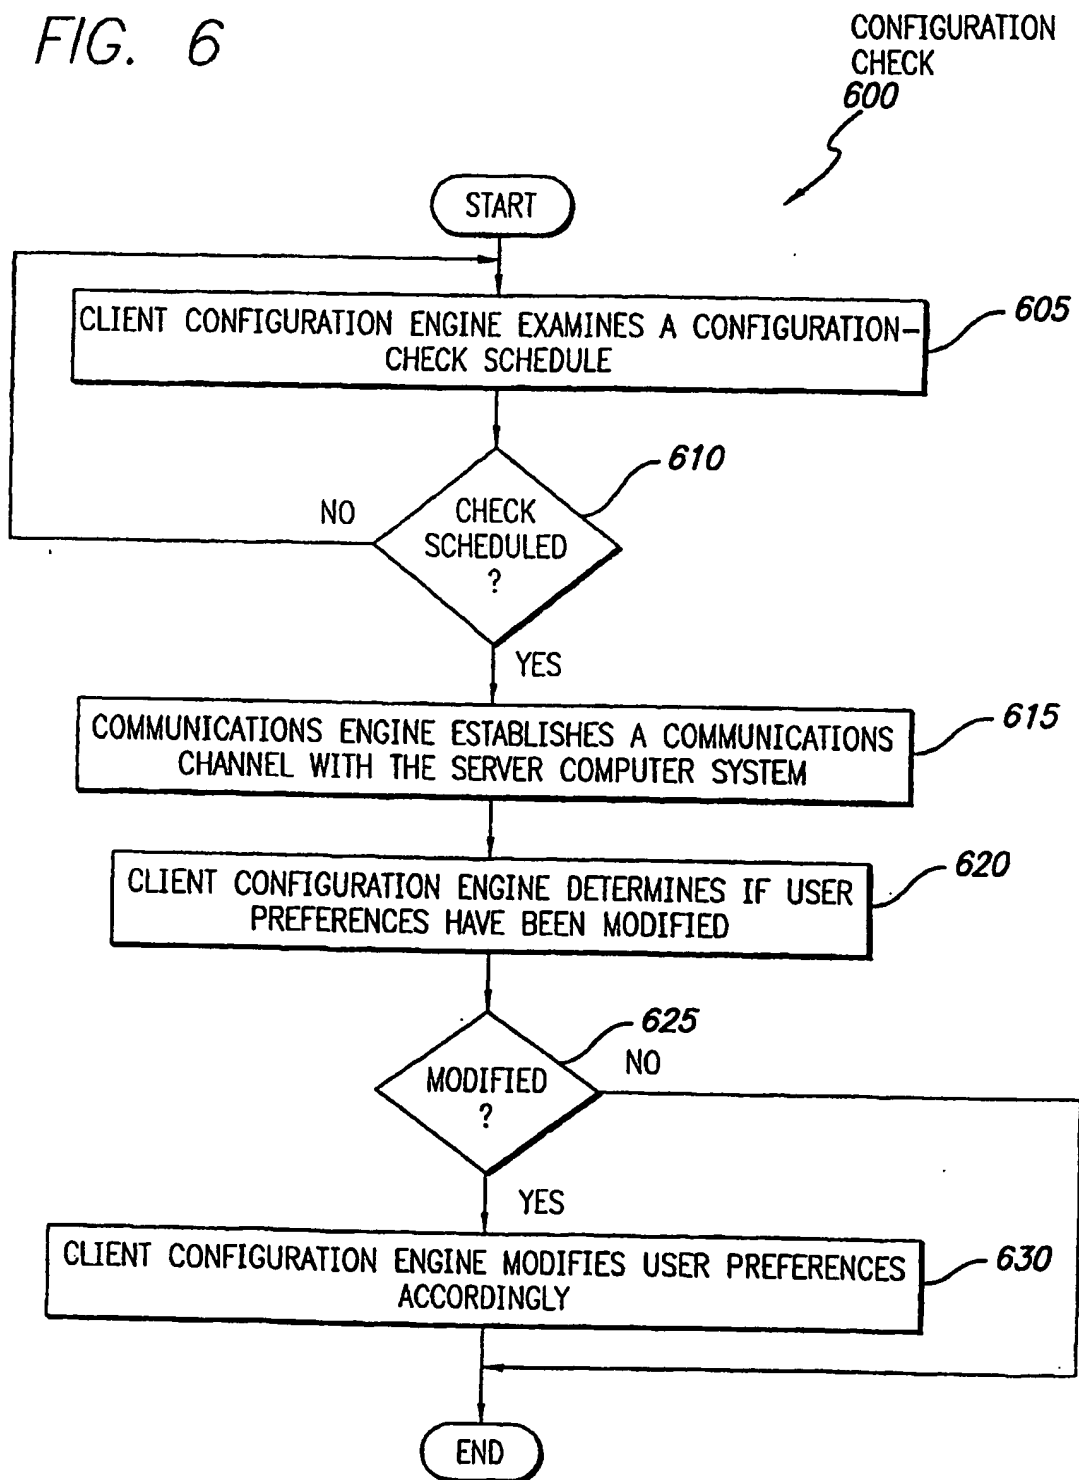 FIG. 6
CONFIGURATION
CHECK
600
START
CLIENT CONFIGURATION ENGINE EXAMINES A CONFIGURATION-
CHECK SCHEDULE
605
CHECK
SCHEDULED
?
610
NO
YES
COMMUNICATIONS ENGINE ESTABLISHES A COMMUNICATIONS
CHANNEL WITH THE SERVER COMPUTER SYSTEM
615
CLIENT CONFIGURATION ENGINE DETERMINES IF USER
PREFERENCES HAVE BEEN MODIFIED
620
MODIFIED
?
625
NO
YES
CLIENT CONFIGURATION ENGINE MODIFIES USER PREFERENCES
ACCORDINGLY
630
END